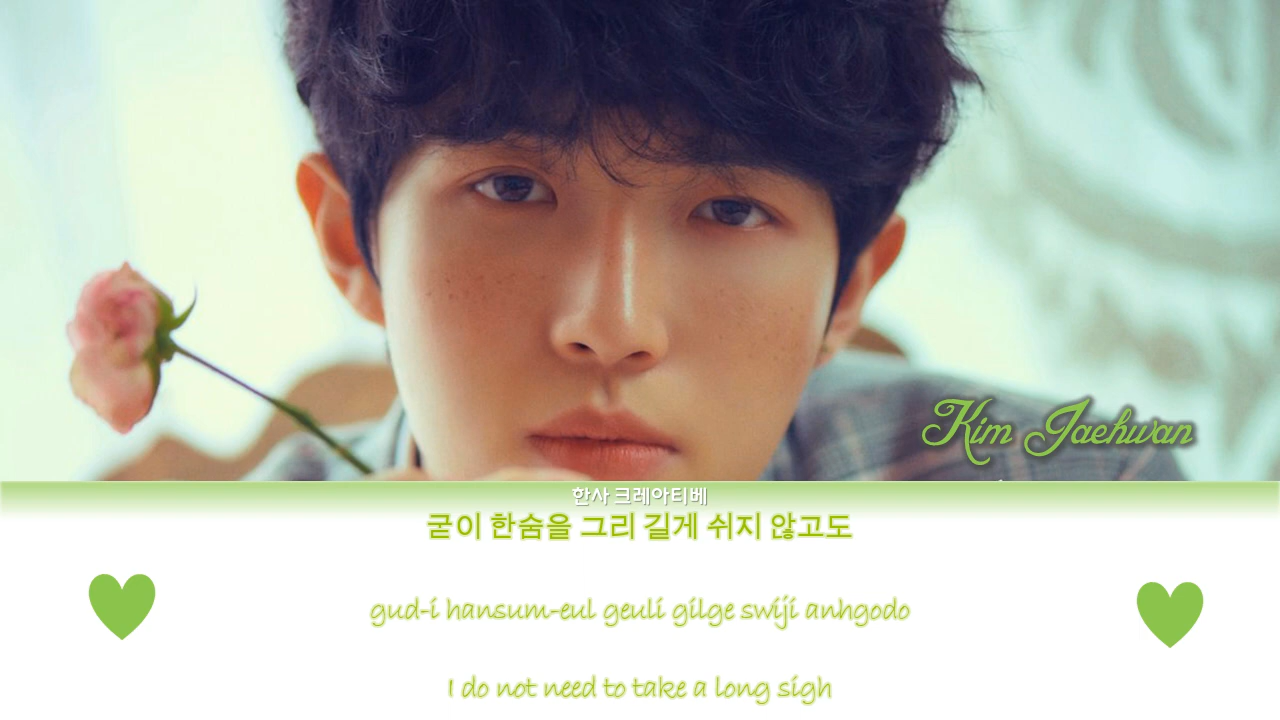 Kim Jaehwan
한사 크레아티베
굳이 한숨을 그리 길게 쉬지 않고도
gud-i hansum-eul geuli gilge swiji anhgodo
I do not need to take a long sigh